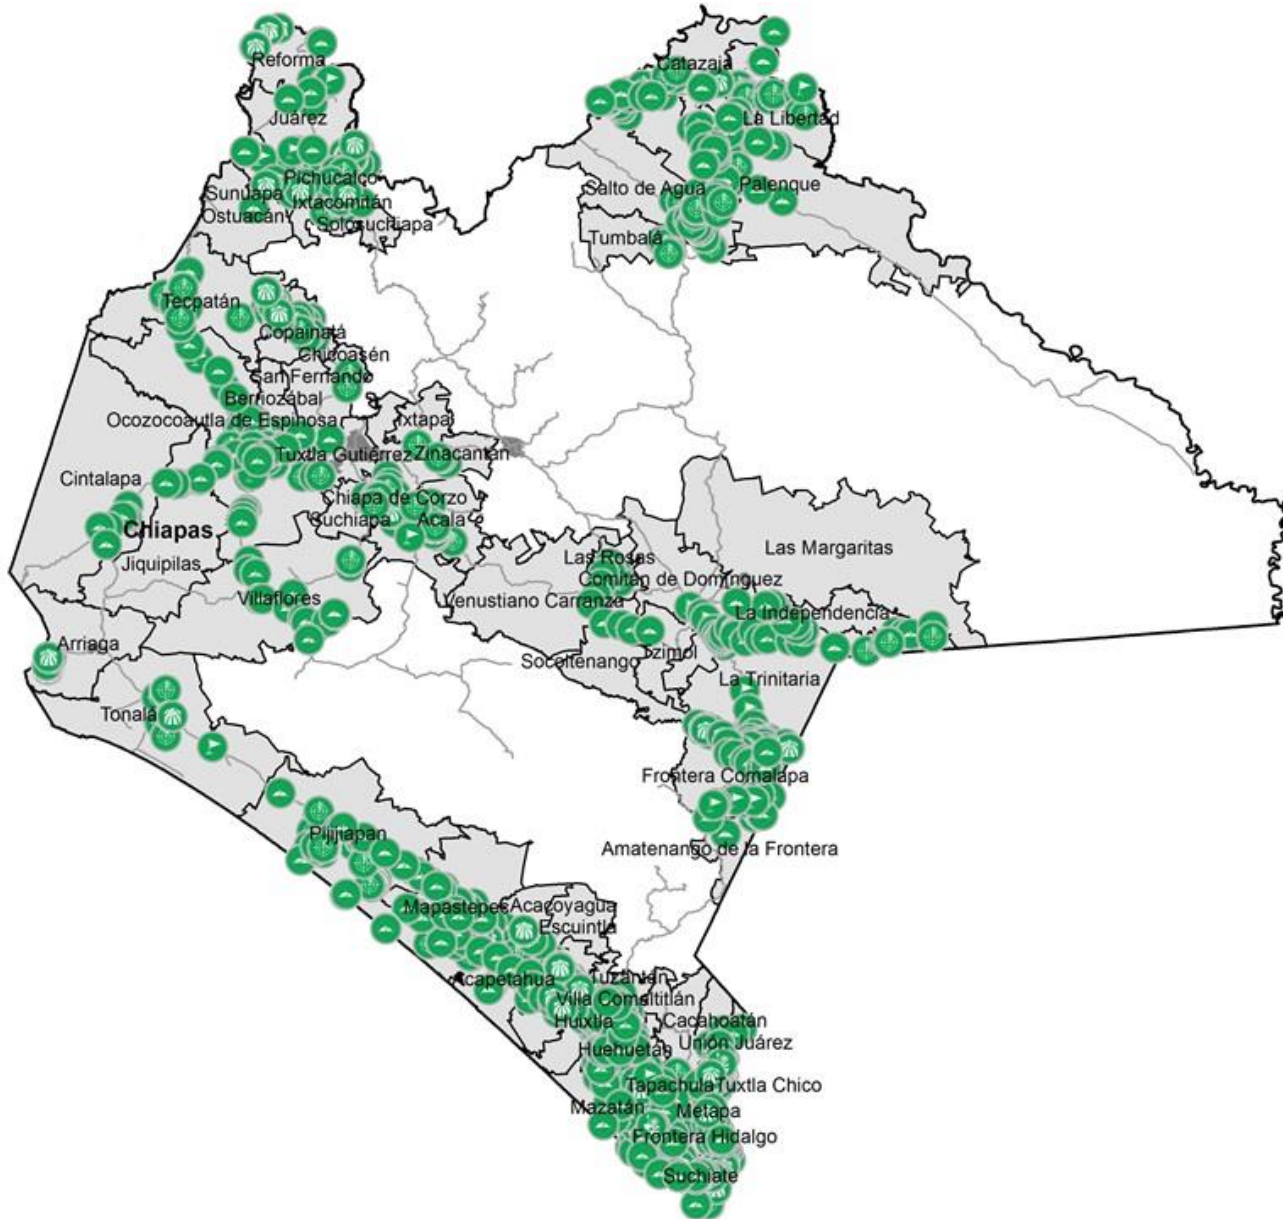 Reforma
Catazajá
Juárez
La Libertad
Pichucalco
Salto de Agua
Palenque
Sunuapa
Ixtacomitán
Ostuacán
Solosuchiapa
Tumbalá
Tecpatán
Copainatá
Chicoasén
San Fernando
Berriozábal
Ocozocoautla de Espinosa
Ixtapa
Tuxtla Gutiérrez
Zinacantán
Cintalapa
Chiapa de Corzo
Suchiapa
Acala
Chiapas
Las Margaritas
Las Rosas
Jiquipilas
Comitán de Domínguez
Villaflores
Venustiano Carranza
La Independencia
Arriaga
Socoltenango
Tzimol
La Trinitaria
Tonalá
Frontera Comalapa
Pijijiapan
Amatenango de la Frontera
Mapastepec
Acacoyagua
Escuintla
Acapetahua
Tuzantán
Villa Comaltitlán
Huixtla
Cacahoatán
Unión Juárez
Huehuetán
Tapachula
Tuxtla Chico
Mazatán
Metapa
Frontera Hidalgo
Suchiate